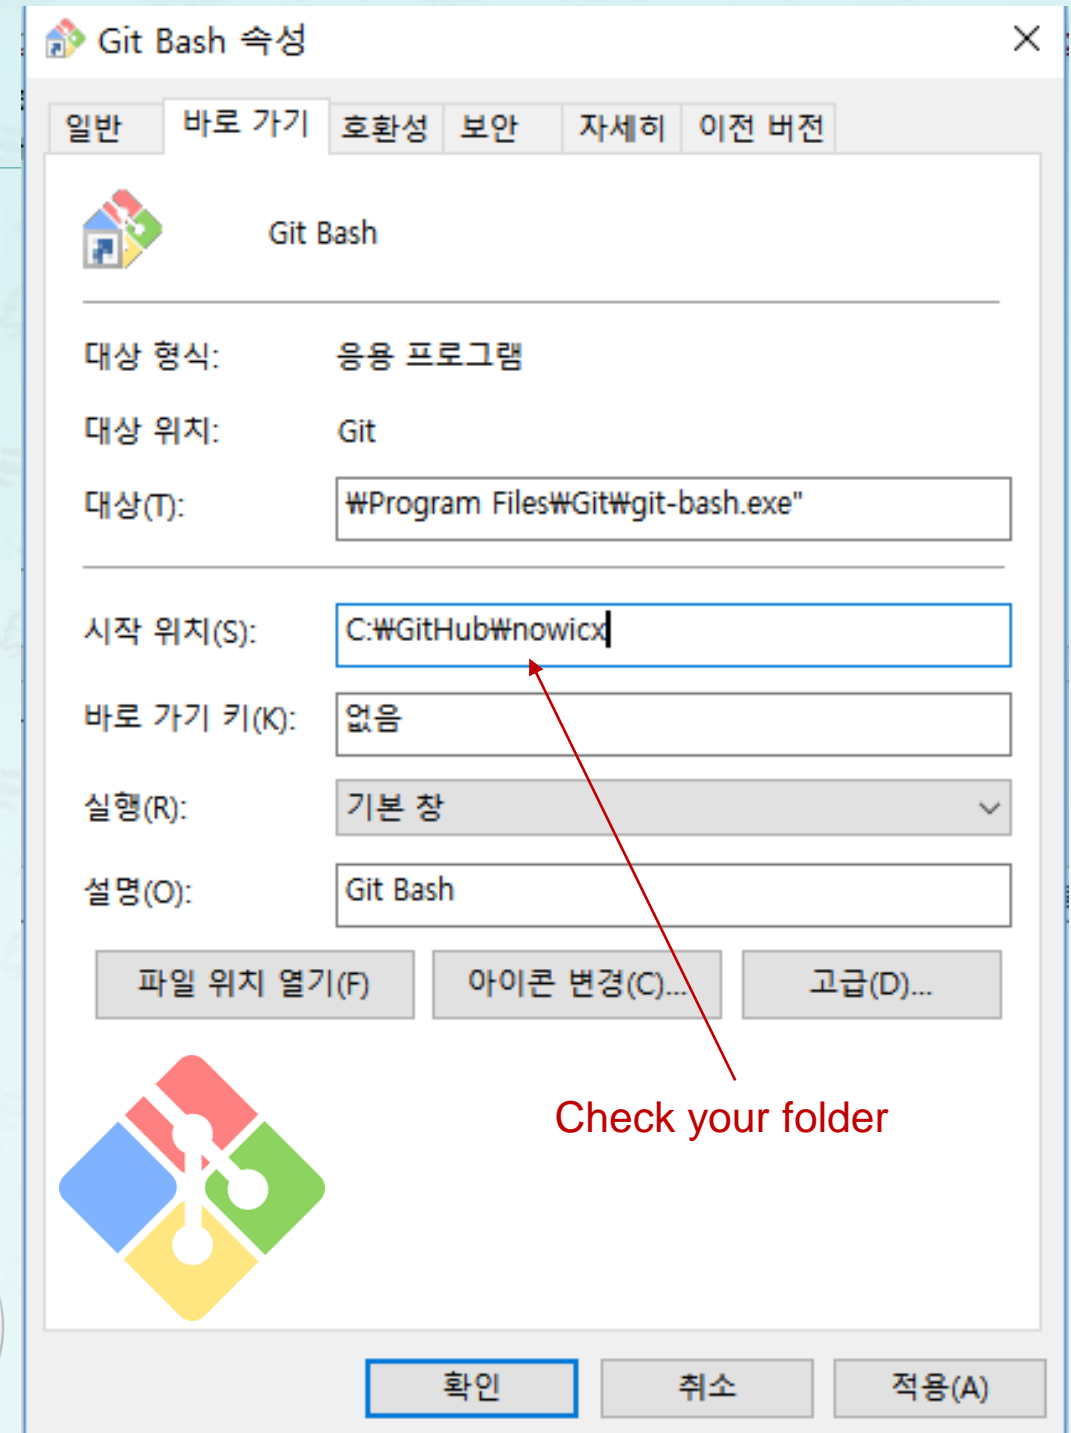 Git Bash 속성
일반 바로 가기 호환성 보안 자세히 이전 버전
Git Bash
대상 형식: 응용 프로그램
대상 위치: Git
대상(T): ₩Program Files₩Git₩git-bash.exe"
시작 위치(S): C:₩GitHub₩nowicx
바로 가기 키(K): 없음
실행(R): 기본 창
설명(O): Git Bash
파일 위치 열기(F) 아이콘 변경(C)... 고급(D)...
Check your folder
확인 취소 적용(A)